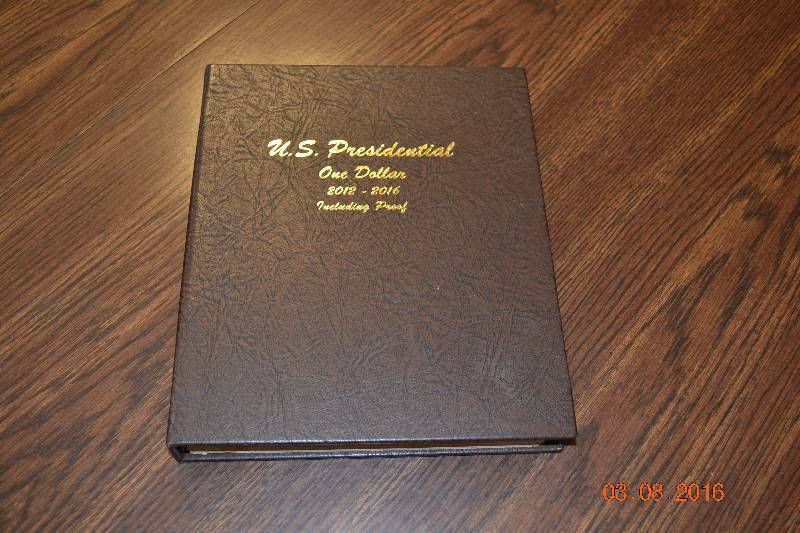 U.S. Presidential
One Dollar
2012 - 2016
Including Proof
03 08 2016